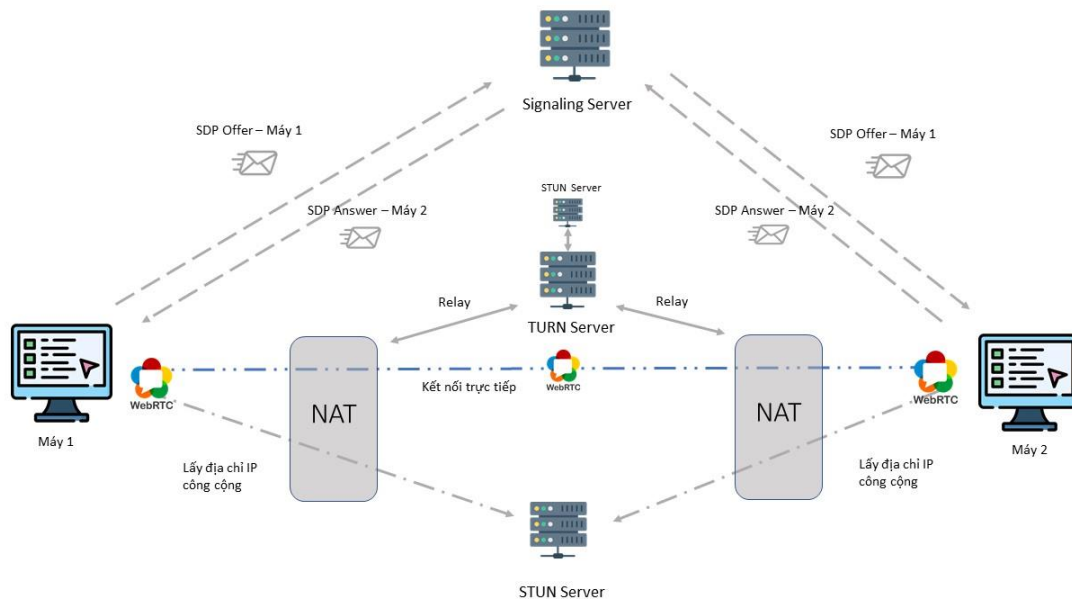 Signaling Server
SDP Offer – Máy 1
SDP Offer – Máy 1
STUN Server
SDP Answer – Máy 2
SDP Answer – Máy 2
Relay
Relay
TURN Server
NAT
NAT
Kết nối trực tiếp
WebRTC
WebRTC
WebRTC
Máy 1
Máy 2
Lấy địa chỉ IP
công cộng
Lấy địa chỉ IP
công cộng
STUN Server